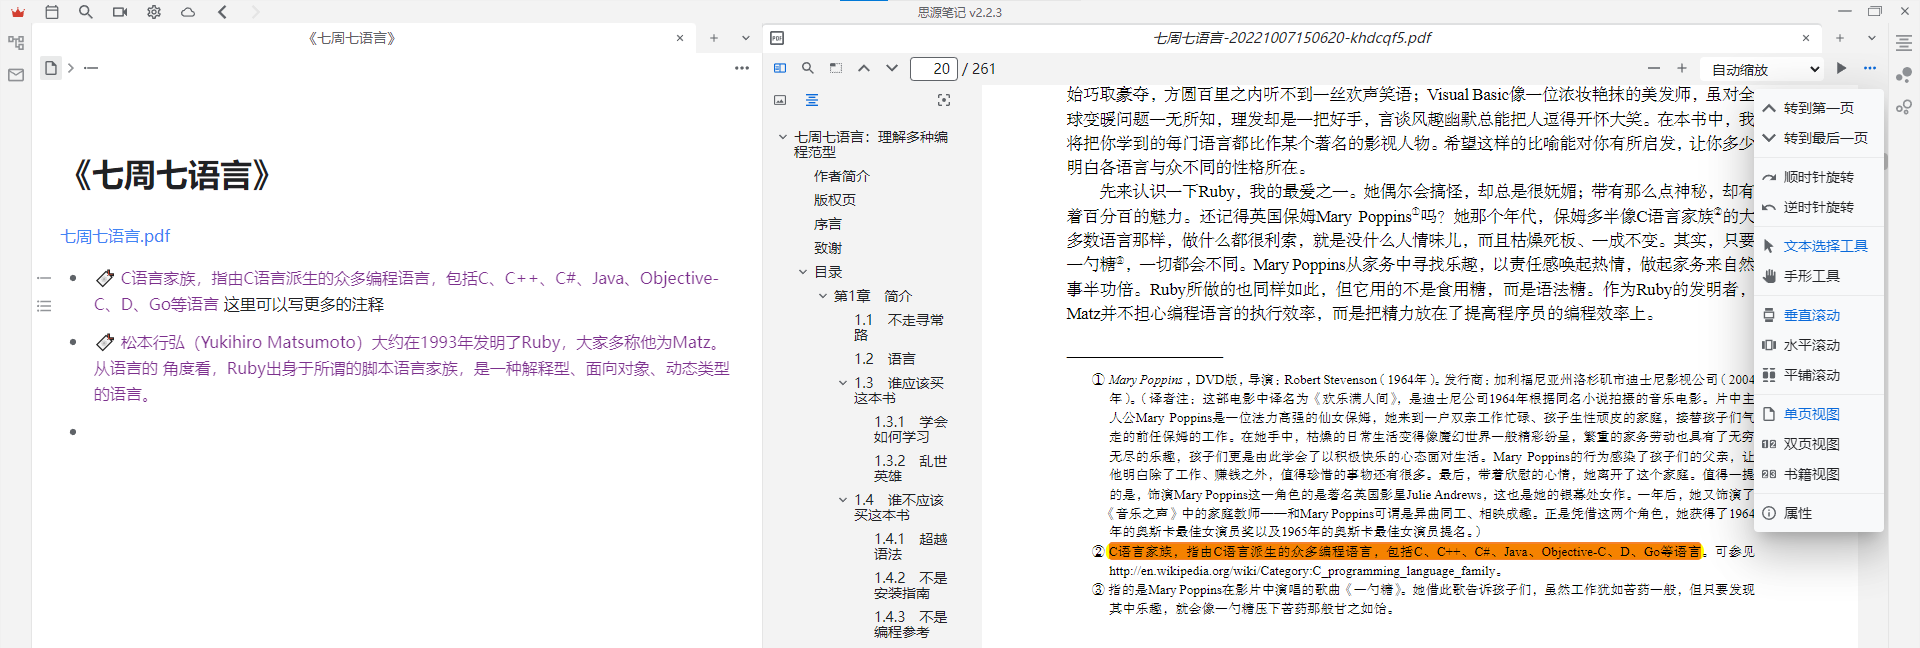 思源笔记 v2.2.3
《七周七语言》
《七周七语言》
七周七语言.pdf
C语言家族，指由C语言派生的众多编程语言，包括C、C++、C#、Java、Objective-
C、D、Go等语言 这里可以写更多的注释
松本行弘（Yukihiro Matsumoto）大约在1993年发明了Ruby，大家多称他为Matz。
从语言的 角度看，Ruby出身于所谓的脚本语言家族，是一种解释型、面向对象、动态类型
的语言。
PDF
七周七语言-20221007150620-khdcqf5.pdf
20 / 261
自动缩放
七周七语言：理解多种编
程范型
作者简介
版权页
序言
致谢
目录
第1章 简介
1.1 不走寻常
路
1.2 语言
1.3 谁应该买
这本书
1.3.1 学会
如何学习
1.3.2 乱世
英雄
1.4 谁不应该
买这本书
1.4.1 超越
语法
1.4.2 不是
安装指南
1.4.3 不是
编程参考
始巧取豪夺，方圆百里之内听不到一丝欢声笑语；Visual Basic像一位浓妆艳抹的美发师，虽对全
球变暖问题一无所知，理发却是一把好手，言谈风趣幽默总能把人逗得开怀大笑。在本书中，我
将把你学到的每门语言都比作某个著名的影视人物。希望这样的比喻能对你有所启发，让你多少
明白各语言与众不同的性格所在。
先来认识一下Ruby，我的最爱之一。她偶尔会搞怪，却总是很妩媚；带有那么点神秘，却有
着百分百的魅力。还记得英国保姆Mary Poppins①吗？她那个年代，保姆多半像C语言家族②的大
多数语言那样，做什么都很利索，就是没什么人情味儿，而且枯燥死板、一成不变。其实，只要
一勺糖③，一切都会不同。Mary Poppins从家务中寻找乐趣，以责任感唤起热情，做起家务来自然
事半功倍。Ruby所做的也同样如此，但它用的不是食用糖，而是语法糖。作为Ruby的发明者，
Matz并不担心编程语言的执行效率，而是把精力放在了提高程序员的编程效率上。
① Mary Poppins，DVD版，导演；Robert Stevenson（1964年）。发行商；加利福尼亚州洛杉矶市迪士尼影视公司（2004
年）。（译者注：这部电影中译名为《欢乐满人间》，是迪士尼公司1964年根据同名小说拍摄的音乐电影。片中主
人公Mary Poppins是一位法力高强的仙女保姆，她来到一户双亲工作忙碌、孩子生性顽皮的家庭，接替孩子们气
走的前任保姆的工作。在她手中，枯燥的日常生活变得像魔幻世界一般精彩纷呈，繁重的家务劳动也具有了无穷
无尽的乐趣，孩子们更是由此学会了以积极快乐的心态面对生活。Mary Poppins的行为感染了孩子们的父亲，让
他明白除了工作、赚钱之外，值得珍惜的事物还有很多。最后，带着欣慰的心情，她离开了这个家庭。值得一提
的是，饰演Mary Poppins这一角色的是著名英国影星Julie Andrews，这也是她的银幕处女作。一年后，她又饰演了
《音乐之声》中的家庭教师——和Mary Poppins可谓是异曲同工、相映成趣。正是凭借这两个角色，她获得了1964
年的奥斯卡最佳女演员奖以及1965年的奥斯卡最佳女演员提名。）
② C语言家族，指由C语言派生的众多编程语言，包括C、C++、C#、Java、Objective-C、D、Go等语言。可参见
http://en.wikipedia.org/wiki/Category:C_programming_language_family。
③ 指的是Mary Poppins在影片中演唱的歌曲《一勺糖》。她借此歌告诉孩子们，虽然工作犹如苦药一般，但只要发现
其中乐趣，就会像一勺糖压下苦药那般甘之如饴。
转到第一页
转到最后一页
顺时针旋转
逆时针旋转
文本选择工具
手形工具
垂直滚动
水平滚动
平铺滚动
单页视图
双页视图
书籍视图
属性